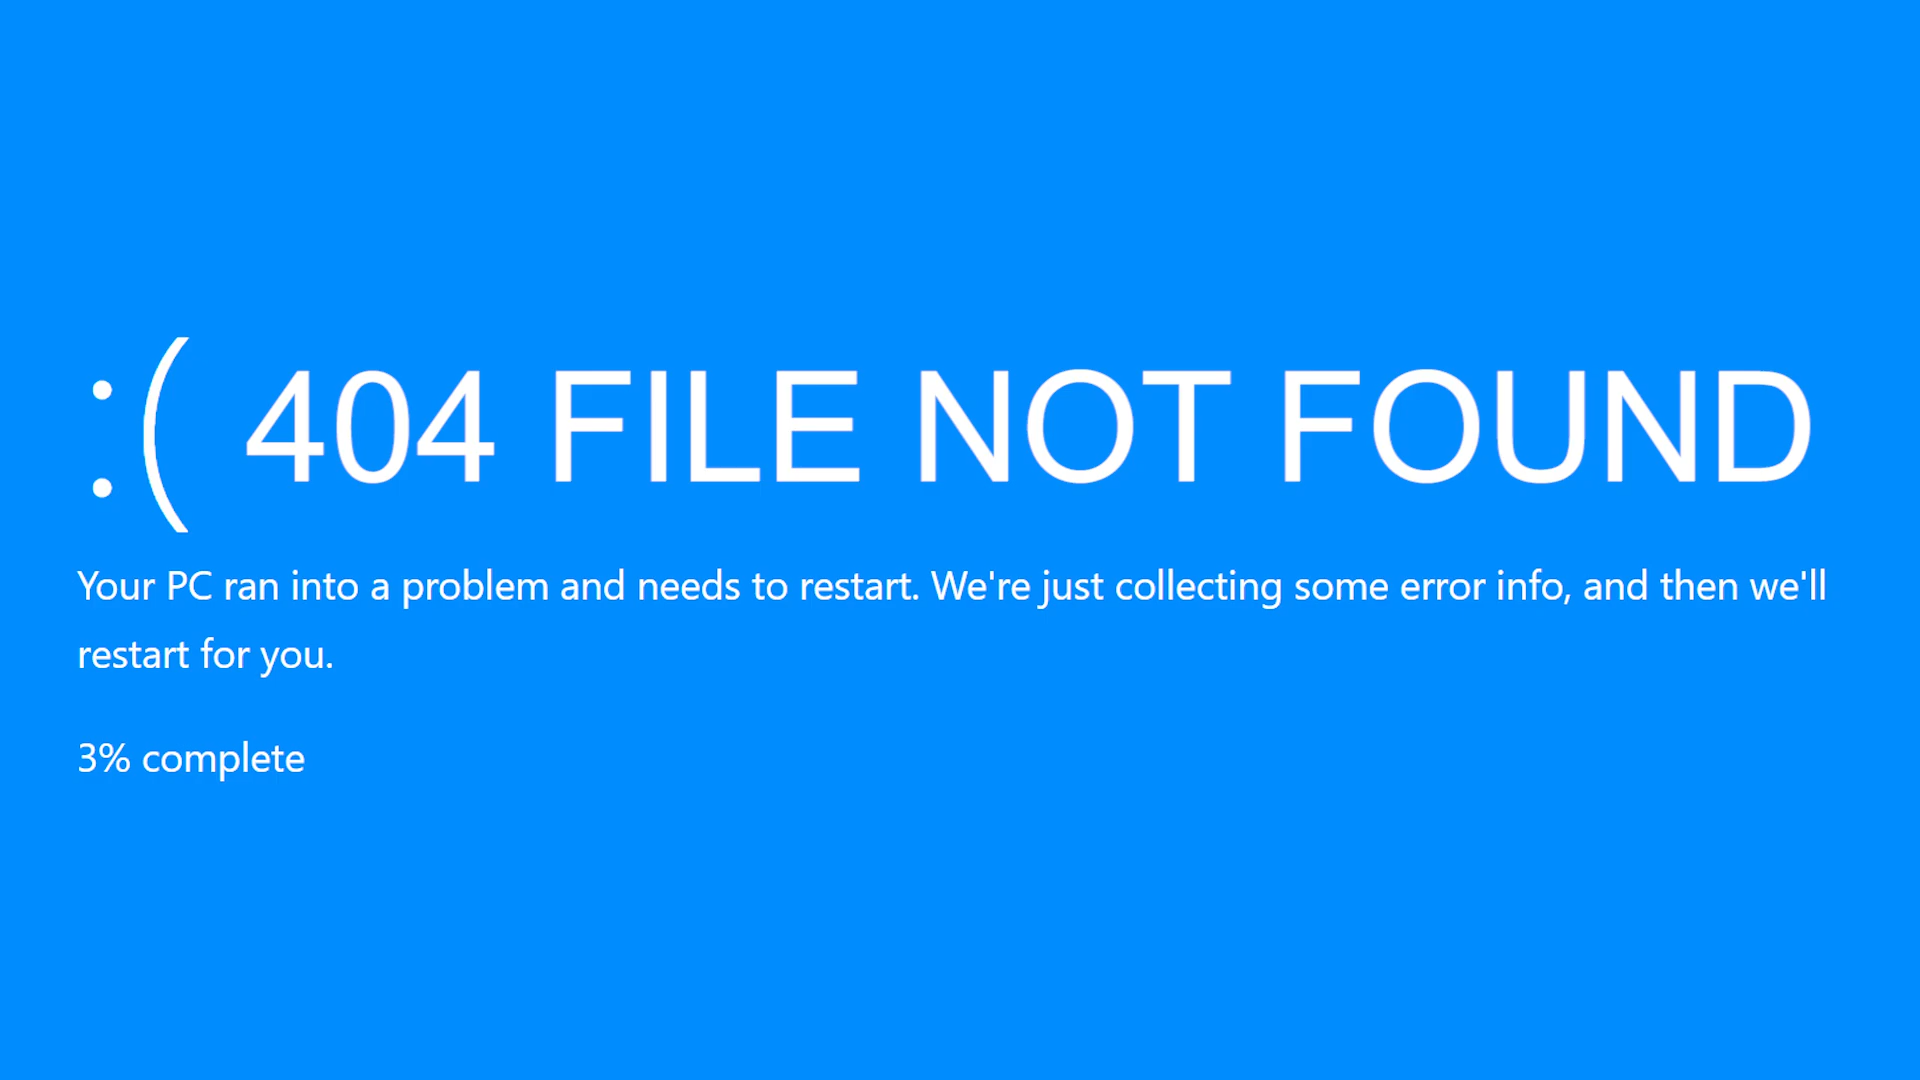 :( 404 FILE NOT FOUND
Your PC ran into a problem and needs to restart. We're just collecting some error info, and then we'll
restart for you.
3% complete